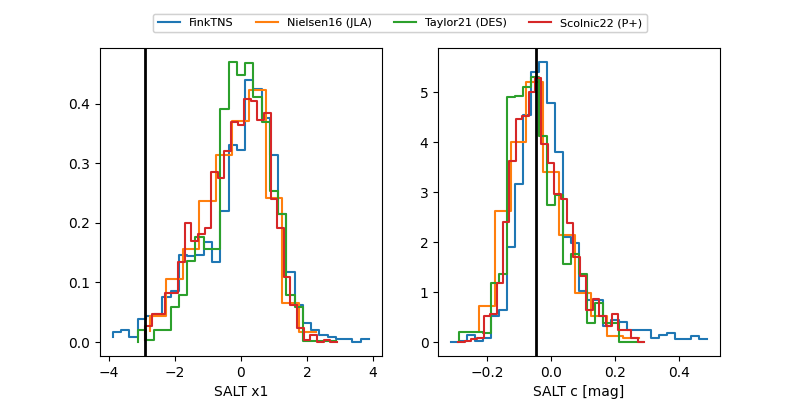 FinkTNS Nielsen16 (JLA) Taylor21 (DES) Scolnic22 (P+)
0.4
0.3
0.2
0.1
0.0
−4 −2 0 2 4
SALT x1
5
4
3
2
1
0
−0.2 0.0 0.2 0.4
SALT c [mag]